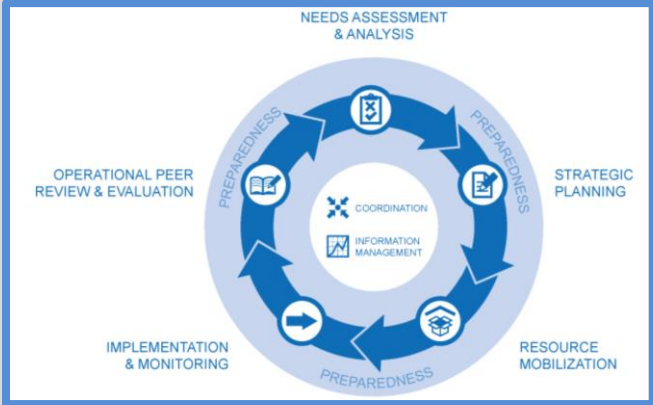 NEEDS ASSESSMENT
& ANALYSIS
PREPAREDNESS
PREPAREDNESS
OPERATIONAL PEER
REVIEW & EVALUATION
STRATEGIC
PLANNING
COORDINATION
INFORMATION
MANAGEMENT
IMPLEMENTATION
& MONITORING
RESOURCE
MOBILIZATION
PREPAREDNESS